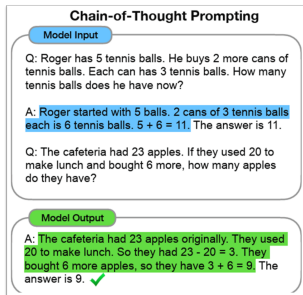 Chain-of-Thought Prompting
Model Input
Q: Roger has 5 tennis balls. He buys 2 more cans of
tennis balls. Each can has 3 tennis balls. How many
tennis balls does he have now?
A: Roger started with 5 balls. 2 cans of 3 tennis balls
each is 6 tennis balls. 5 + 6 = 11. The answer is 11.
Q: The cafeteria had 23 apples. If they used 20 to
make lunch and bought 6 more, how many apples
do they have?
Model Output
A: The cafeteria had 23 apples originally. They used
20 to make lunch. So they had 23 - 20 = 3. They
bought 6 more apples, so they have 3 + 6 = 9. The
answer is 9.